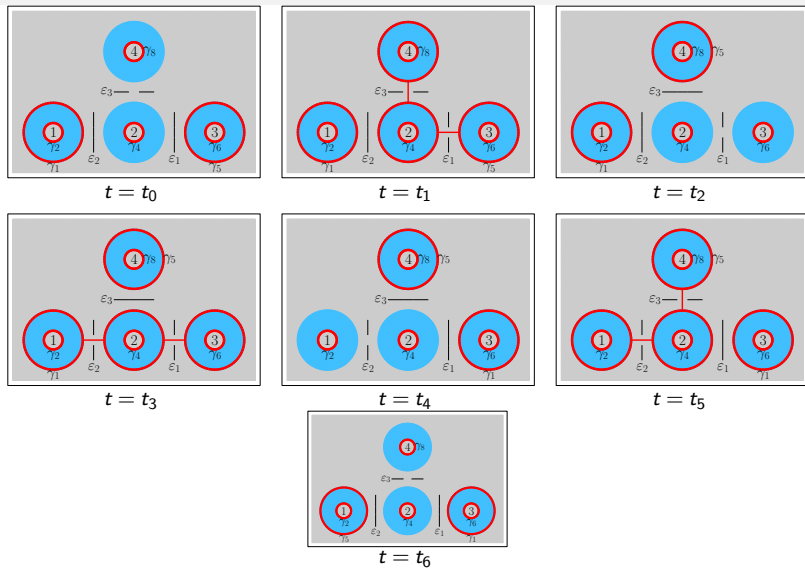 4 γ8
ε3
1 2 3
γ2 γ4 γ6
ε2 ε1
γ1 γ5
t = t0
4 γ8
ε3
1 2 3
γ2 γ4 γ6
ε2 ε1
γ1 γ5
t = t1
4 γ8 γ5
ε3
1 2 3
γ2 γ4 γ6
ε2 ε1
γ1
t = t2
4 γ8 γ5
ε3
1 2 3
γ2 γ4 γ6
ε2 ε1
γ1
t = t3
4 γ8 γ5
ε3
1 2 3
γ2 γ4 γ6
ε2 ε1
γ1
t = t4
4 γ8 γ5
ε3
1 2 3
γ2 γ4 γ6
ε2 ε1
γ1
t = t5
4 γ8
ε3
1 2 3
γ2 γ4 γ6
ε2 ε1
γ5 γ1
t = t6